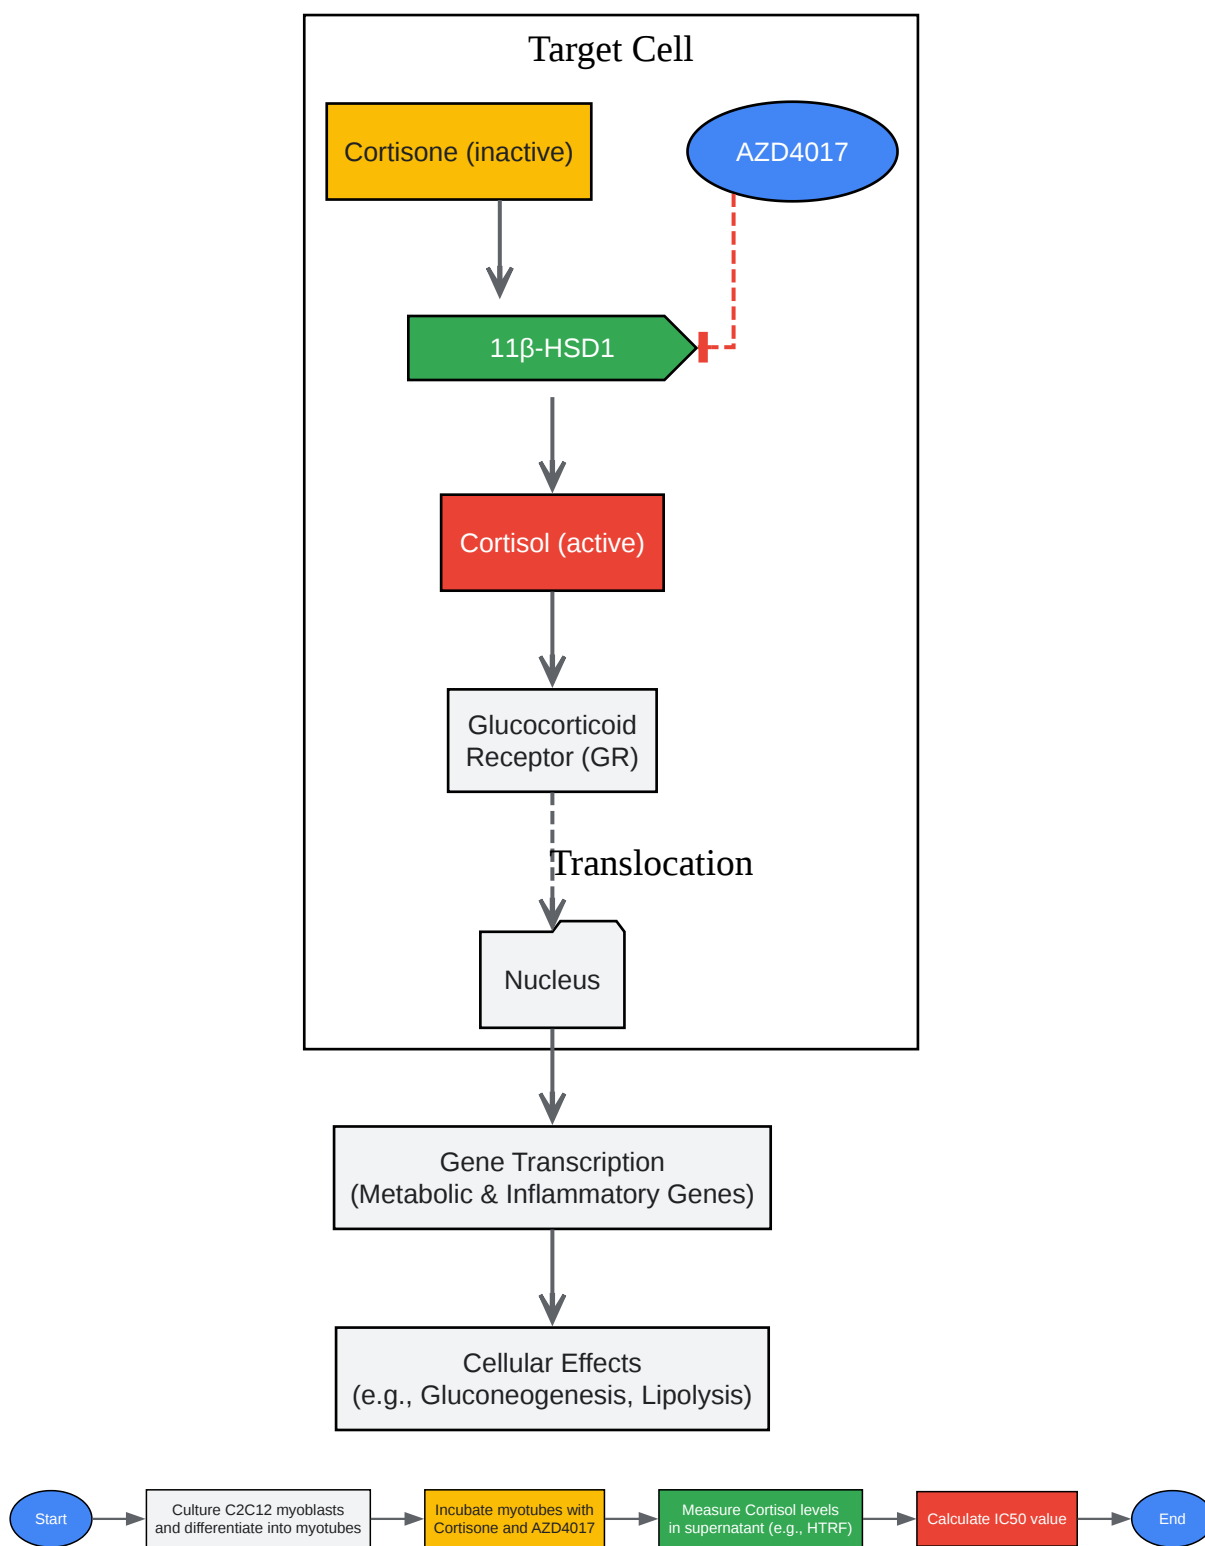 Target Cell
Cortisone (inactive)
AZD4017
11β-HSD1
Cortisol (active)
Glucocorticoid
Receptor (GR)
Translocation
Nucleus
Gene Transcription
(Metabolic & Inflammatory Genes)
Cellular Effects
(e.g., Gluconeogenesis, Lipolysis)
Start
Culture C2C12 myoblasts
and differentiate into myotubes
Incubate myotubes with
Cortisone and AZD4017
Measure Cortisol levels
in supernatant (e.g., HTRF)
Calculate IC50 value
End